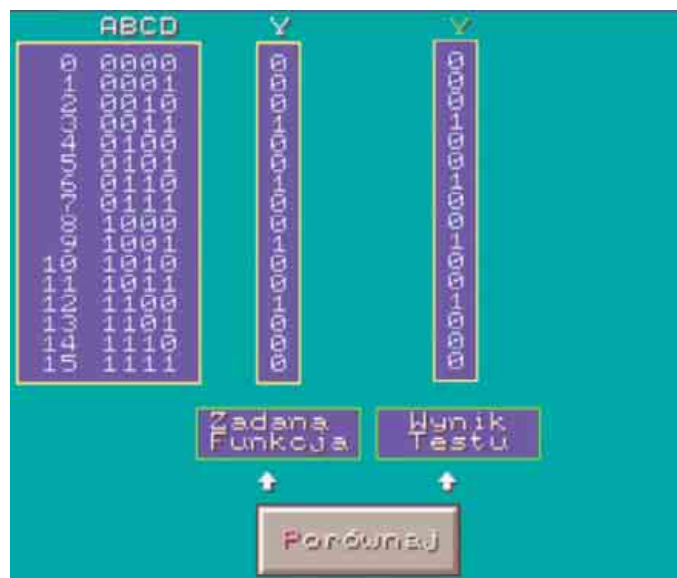 ABCD Y Y
0 0000 0 0
1 0001 0 0
2 0010 0 0
3 0011 1 1
4 0100 0 0
5 0101 0 0
6 0110 1 1
7 0111 0 0
8 1000 0 0
9 1001 1 1
10 1010 0 0
11 1011 0 0
12 1100 1 1
13 1101 0 0
14 1110 0 0
15 1111 0 0
Zadana Wynik
Funkcja Testu
Porównaj